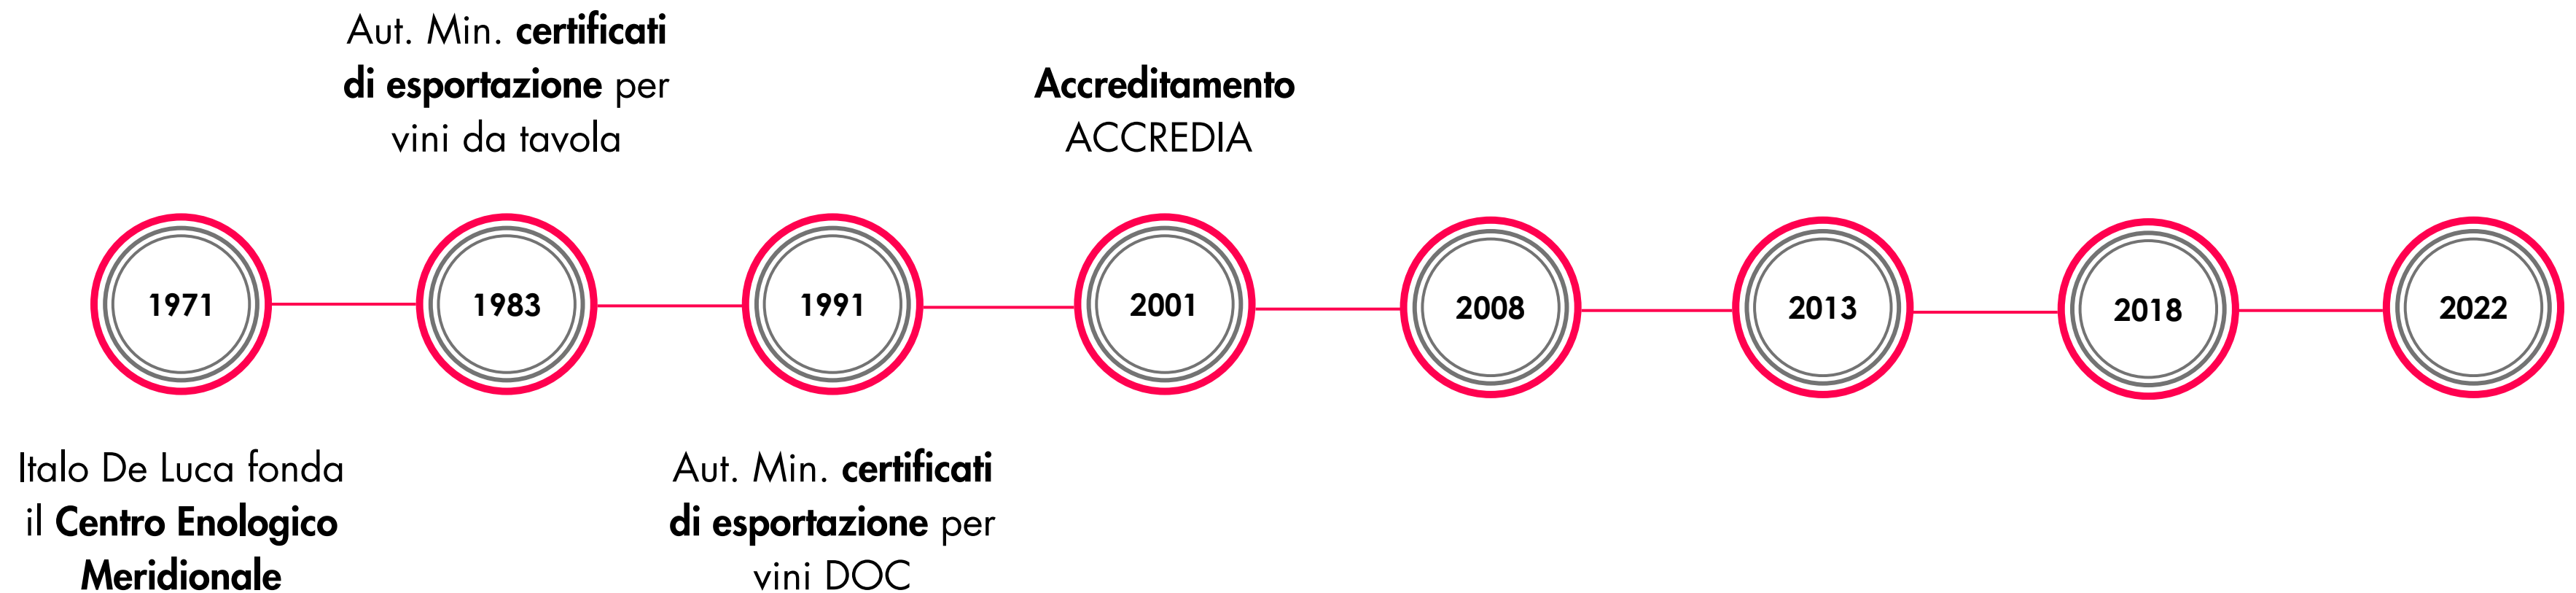 Aut. Min. certificati
di esportazione per
vini da tavola
Accreditamento
ACCREDIA
1971
1983
1991
2001
2008
2013
2018
2022
Italo De Luca fonda
il Centro Enologico
Meridionale
Aut. Min. certificati
di esportazione per
vini DOC